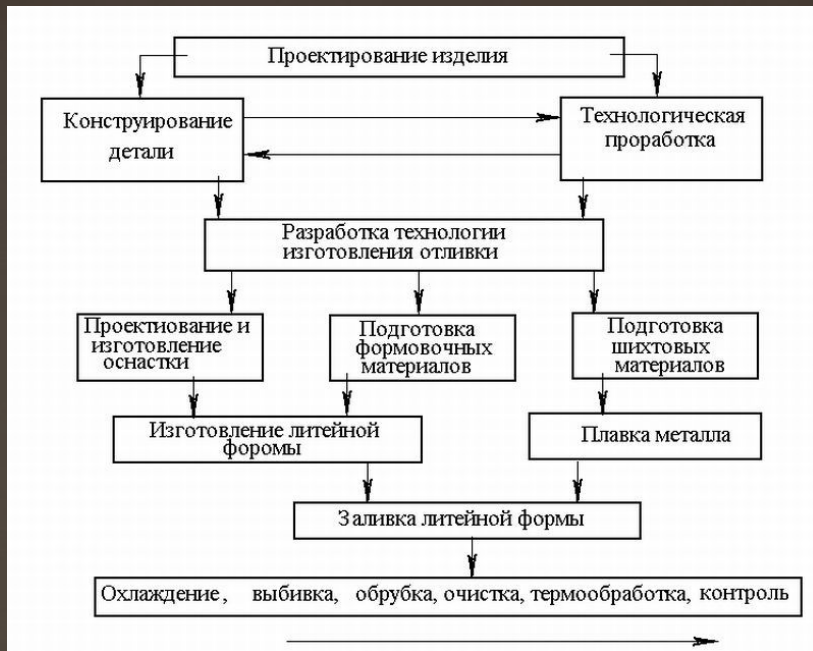 Проектирование изделия
Конструирование
детали
Технологическая
проработка
Разработка технологии
изготовления отливки
Проектиование и
изготовление
оснастки
Подготовка
формовочных
материалов
Подготовка
шихтовых
материалов
Изготовление литейной
форомы
Плавка металла
Заливка литейной формы
Охлаждение, выбивка, обрубка, очистка, термообработка, контроль